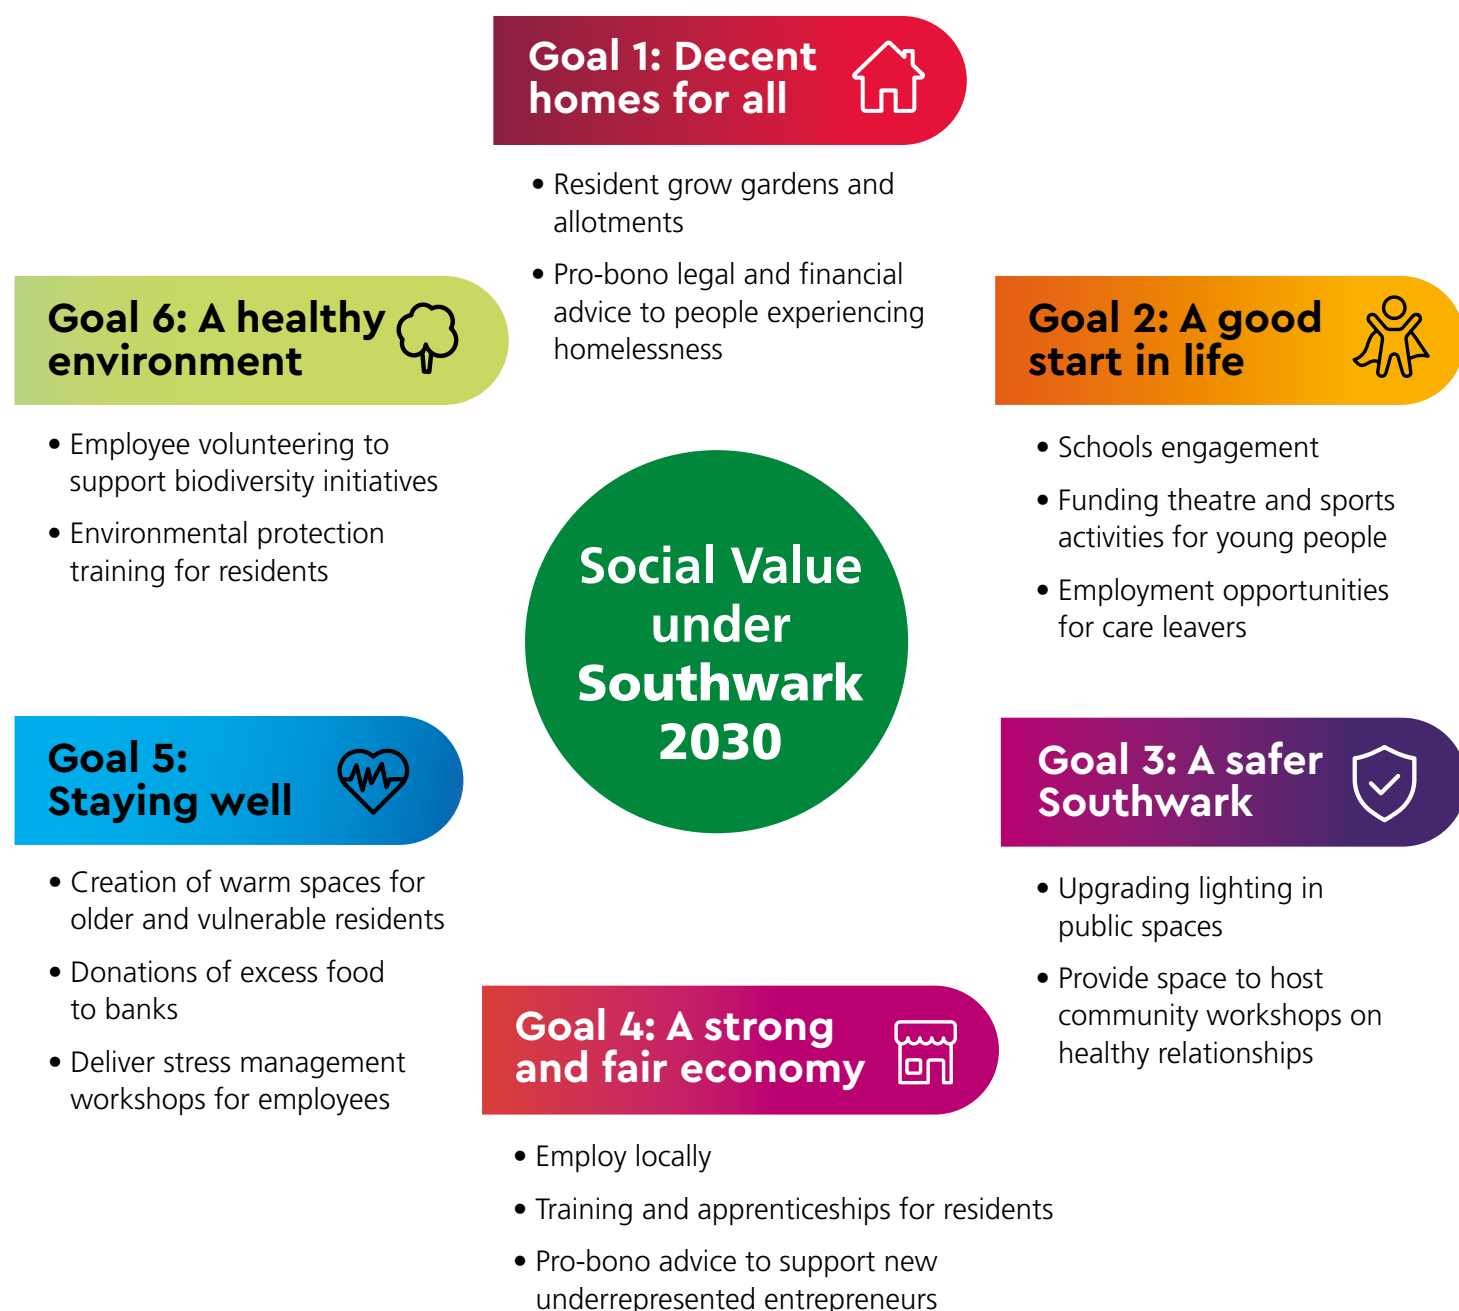 Goal 1: Decent
homes for all
• Resident grow gardens and
allotments
• Pro-bono legal and financial
advice to people experiencing
homelessness
Goal 2: A good
start in life
• Schools engagement
• Funding theatre and sports
activities for young people
• Employment opportunities
for care leavers
Goal 3: A safer
Southwark
• Upgrading lighting in
public spaces
• Provide space to host
community workshops on
healthy relationships
Goal 4: A strong
and fair economy
• Employ locally
• Training and apprenticeships for residents
• Pro-bono advice to support new
underrepresented entrepreneurs
Goal 5:
Staying well
• Creation of warm spaces for
older and vulnerable residents
• Donations of excess food
to banks
• Deliver stress management
workshops for employees
Goal 6: A healthy
environment
• Employee volunteering to
support biodiversity initiatives
• Environmental protection
training for residents
Social Value
under
Southwark
2030